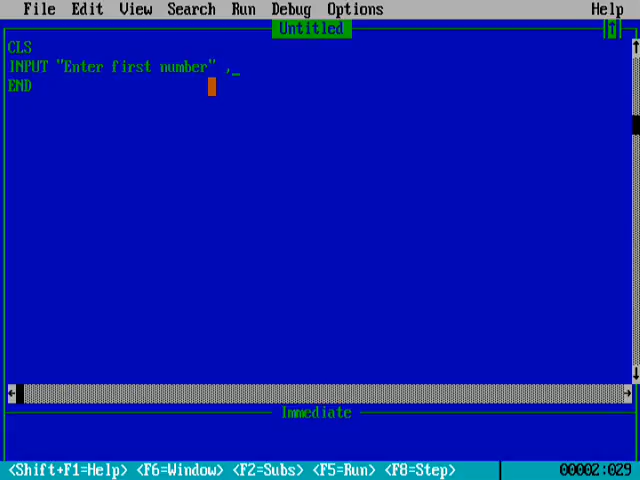 File Edit View Search Run Debug Options Help
Untitled
CLS
INPUT "Enter first number" ,_
END
Immediate
<Shift+F1=Help> <F6=Window> <F2=Subs> <F5=Run> <F8=Step> 00002:029